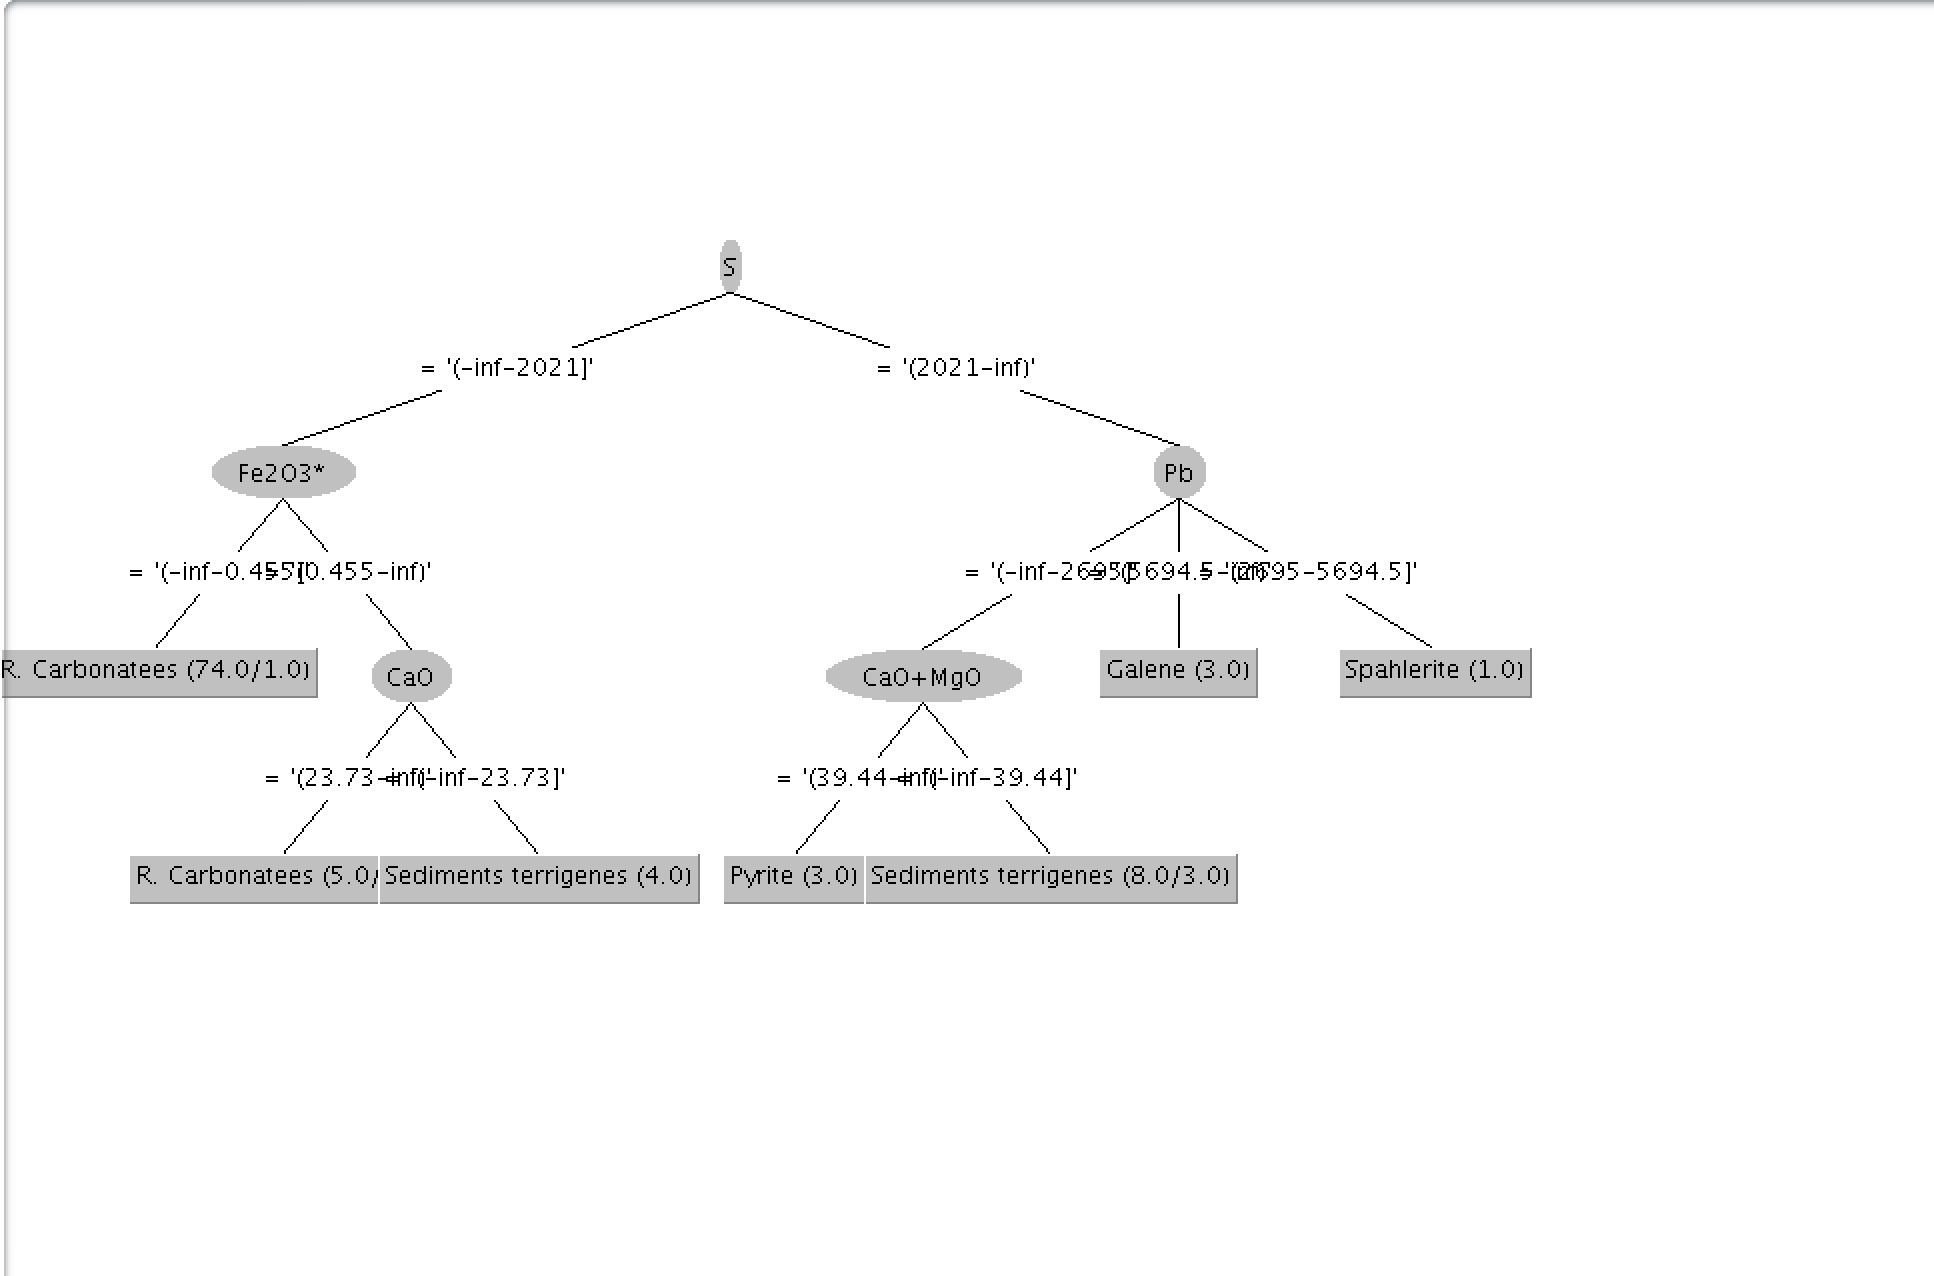 S
= '(-inf-2021]'
= '(2021-inf)'
Fe2O3*
Pb
= '(-inf-0.455]'
= '(0.455-inf)'
= '(-inf-2695]'
= '(5694.5-inf)'
= '(2695-5694.5]'
R. Carbonatees (74.0/1.0)
CaO
CaO+MgO
Galene (3.0)
Spahlerite (1.0)
= '(23.73-inf)'
= '(-inf-23.73]'
= '(39.44-inf)'
= '(-inf-39.44]'
R. Carbonatees (5.0/
Sediments terrigenes (4.0)
Pyrite (3.0)
Sediments terrigenes (8.0/3.0)